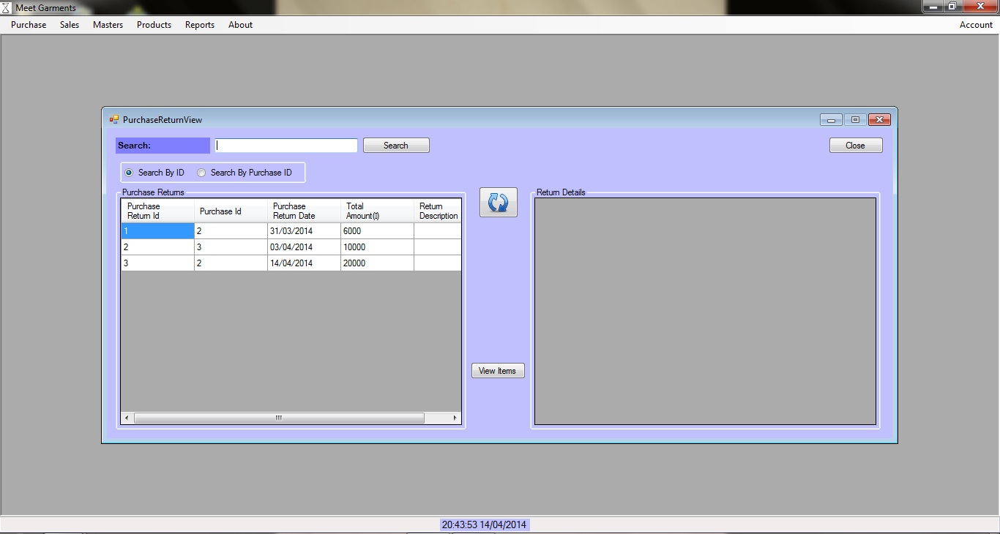 Meet Garments
Purchase Sales Masters Products Reports About Account
PurchaseReturnView
Search: Search Close
Search By ID Search By Purchase ID
Purchase Returns Return Details
Purchase Return Id Purchase Id Purchase Return Date Total Amount(▯) Return Description
1 2 31/03/2014 6000
2 3 03/04/2014 10000
3 2 14/04/2014 20000
View Items
20:43:53 14/04/2014